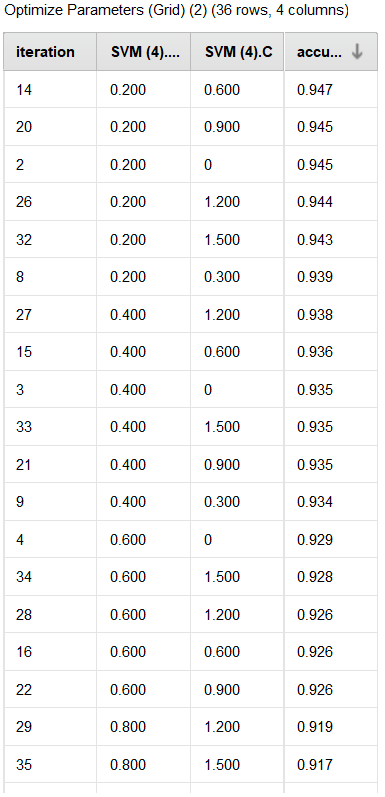 Optimize Parameters (Grid) (2) (36 rows, 4 columns)
iteration SVM (4).... SVM (4).C accu...
14 0.200 0.600 0.947
20 0.200 0.900 0.945
2 0.200 0 0.945
26 0.200 1.200 0.944
32 0.200 1.500 0.943
8 0.200 0.300 0.939
27 0.400 1.200 0.938
15 0.400 0.600 0.936
3 0.400 0 0.935
33 0.400 1.500 0.935
21 0.400 0.900 0.935
9 0.400 0.300 0.934
4 0.600 0 0.929
34 0.600 1.500 0.928
28 0.600 1.200 0.926
16 0.600 0.600 0.926
22 0.600 0.900 0.926
29 0.800 1.200 0.919
35 0.800 1.500 0.917